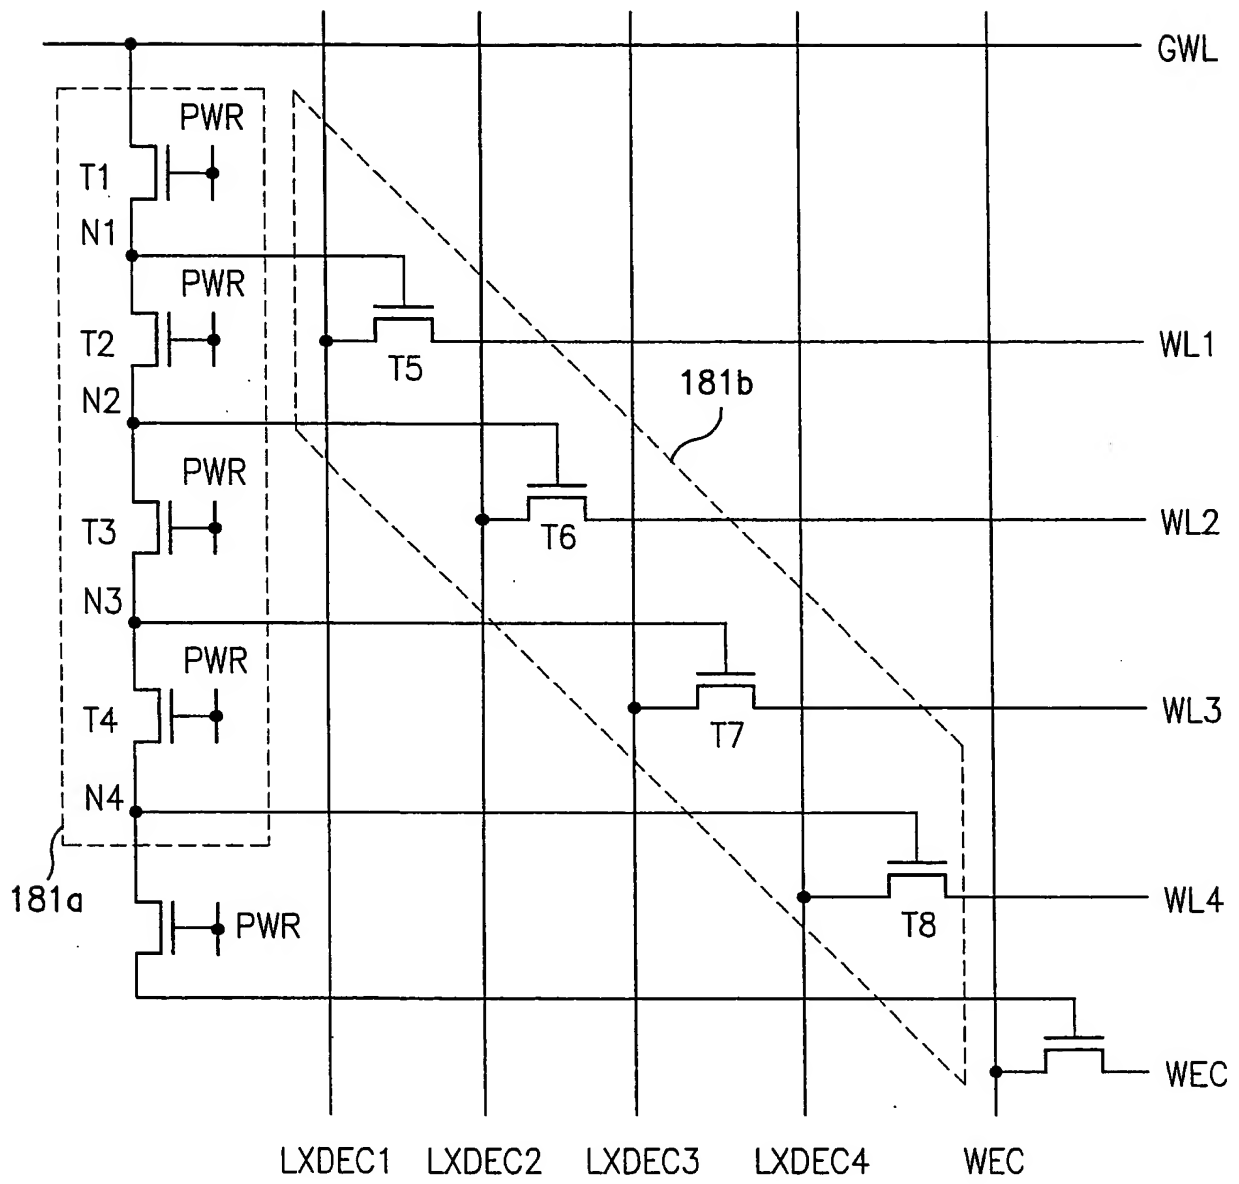 GWL
PWR
T1
N1
PWR
T2
T5
WL1
181b
N2
PWR
T3
T6
WL2
N3
PWR
T4
T7
WL3
N4
181a
PWR
T8
WL4
WEC
LXDEC1 LXDEC2 LXDEC3 LXDEC4 WEC